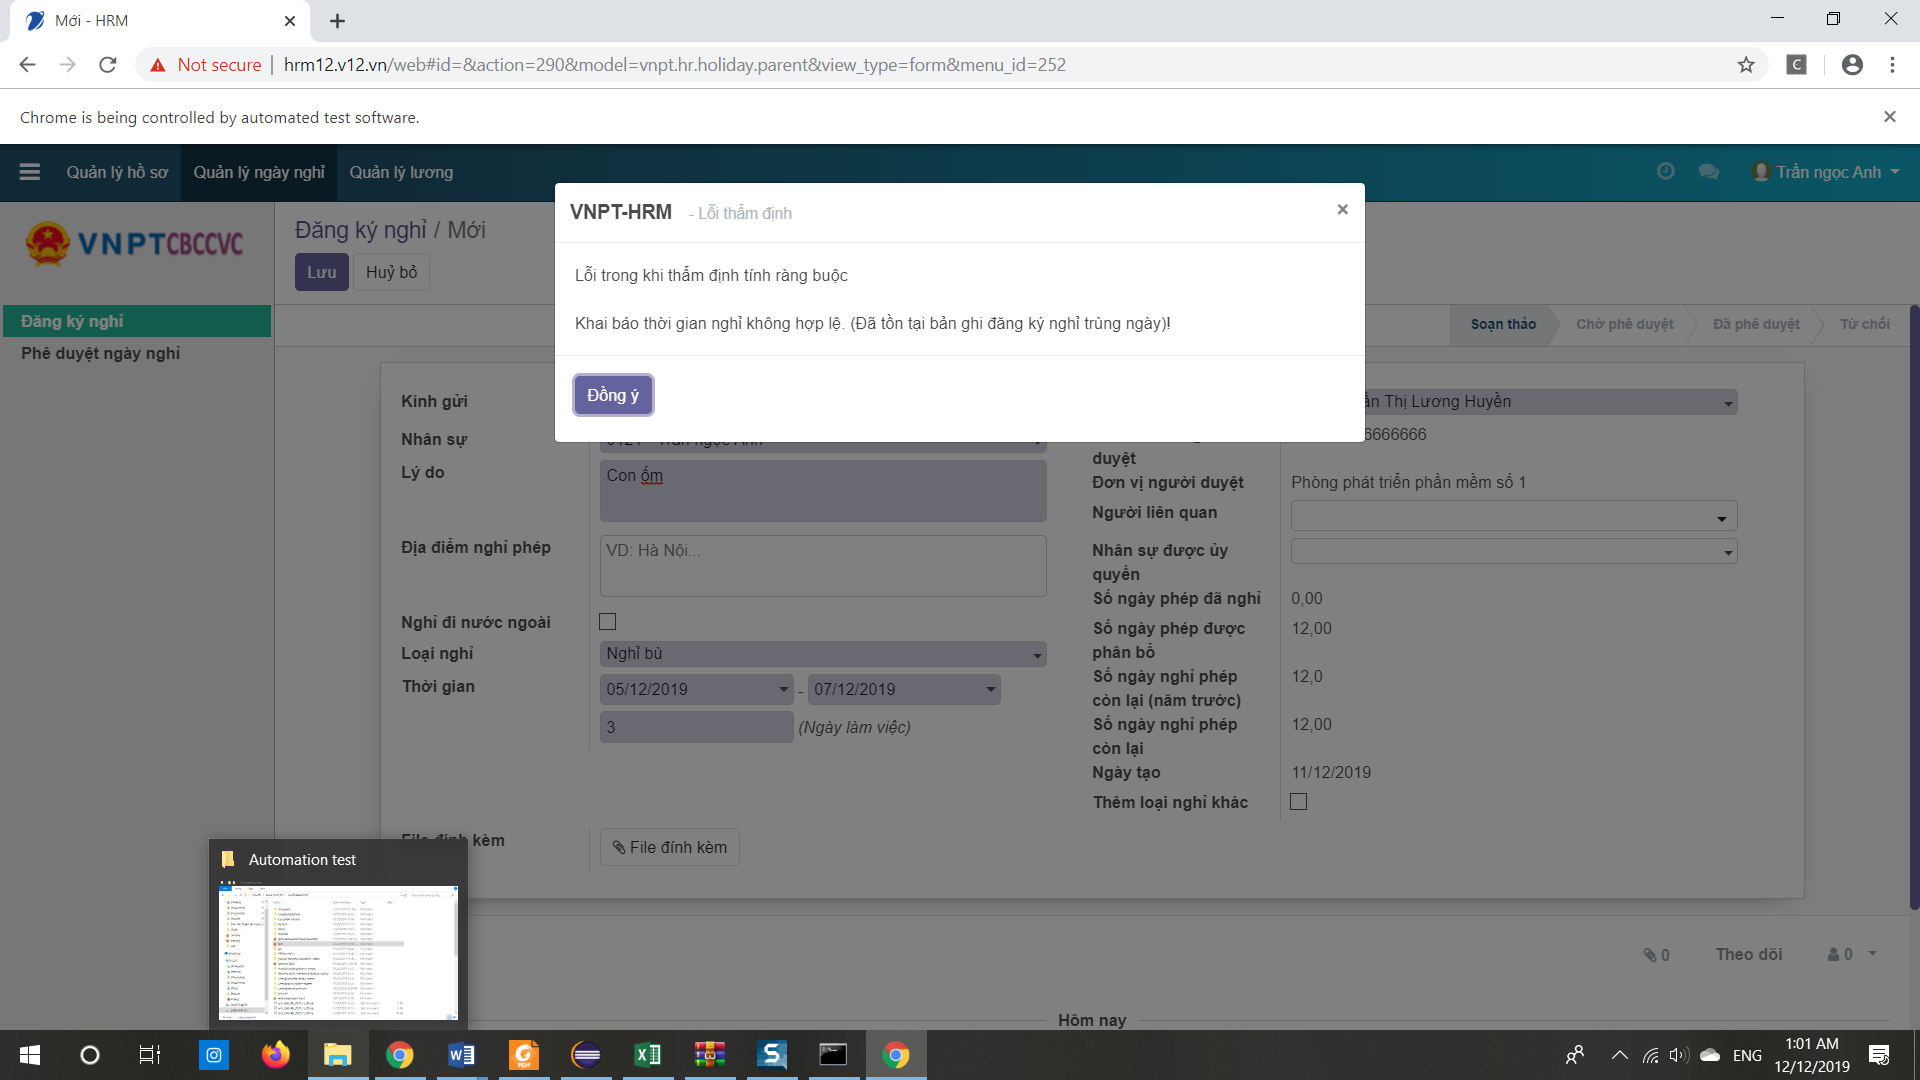 Mới - HRM
Not secure
hrm12.v12.vn/web#id=&action=290&model=vnpt.hr.holiday.parent&view_type=form&menu_id=252
C
Chrome is being controlled by automated test software.
Quản lý hồ sơ
Quản lý ngày nghỉ
Quản lý lương
Trần ngọc Anh
VNPT-HRM - Lỗi thẩm định
×
Lỗi trong khi thẩm định tính ràng buộc
Khai báo thời gian nghỉ không hợp lệ. (Đã tồn tại bản ghi đăng ký nghỉ trùng ngày)!
Đồng ý
VNPTCBCCVC
Đăng ký nghỉ / Mới
Lưu
Huỷ bỏ
Đăng ký nghỉ
Phê duyệt ngày nghỉ
Soạn thảo
Chờ phê duyệt
Đã phê duyệt
Từ chối
Kính gửi
Nhân sự
Lý do
Con ốm
Địa điểm nghỉ phép
VD: Hà Nội...
Nghỉ đi nước ngoài
Loại nghỉ
Nghỉ bù
Thời gian
05/12/2019 - 07/12/2019
3 (Ngày làm việc)
kèm
File đính kèm
Thị Lương Huyền
6666666
duyệt
Đơn vị người duyệt
Phòng phát triển phần mềm số 1
Người liên quan
Nhân sự được ủy
quyền
Số ngày phép đã nghỉ
0,00
Số ngày phép được
phân bổ
12,00
Số ngày nghỉ phép
còn lại (năm trước)
12,0
Số ngày nghỉ phép
còn lại
12,00
Ngày tạo
11/12/2019
Thêm loại nghỉ khác
0
Theo dõi
0
Hôm nay
Automation test
ENG
1:01 AM
12/12/2019